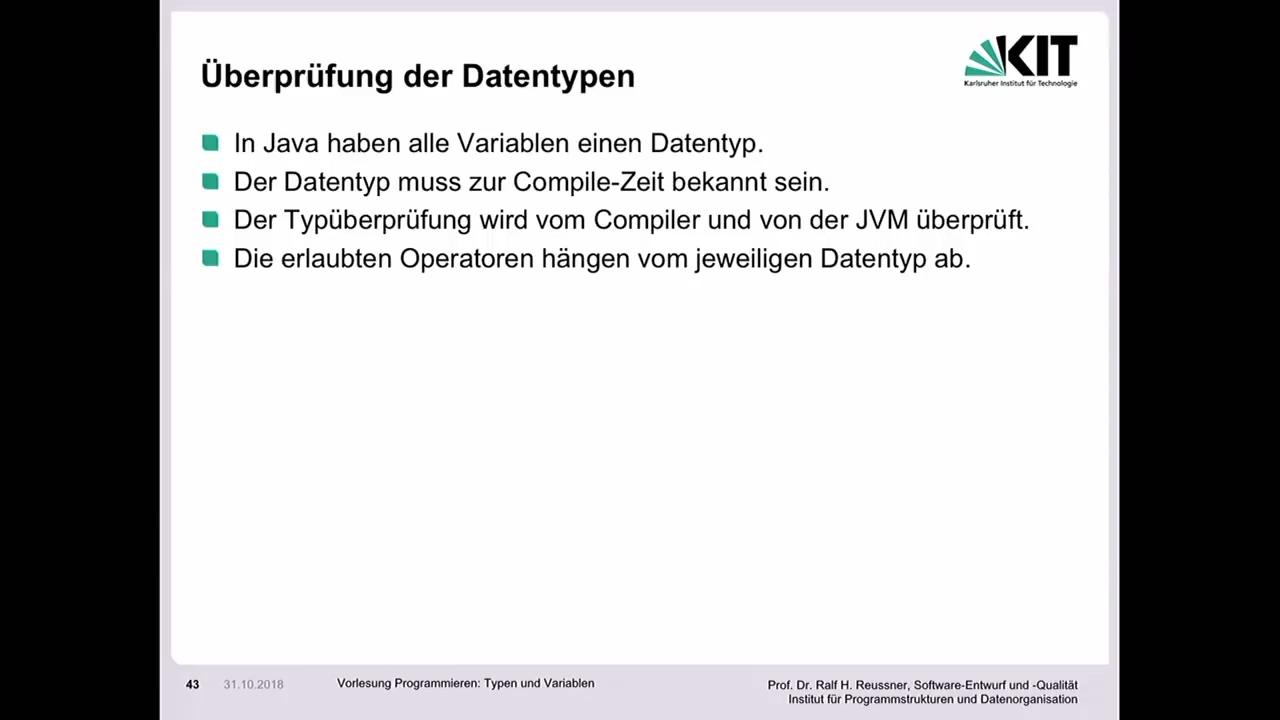 Überprüfung der Datentypen
KIT
Karlsruher Institut für Technologie
In Java haben alle Variablen einen Datentyp.
Der Datentyp muss zur Compile-Zeit bekannt sein.
Der Typüberprüfung wird vom Compiler und von der JVM überprüft.
Die erlaubten Operatoren hängen vom jeweiligen Datentyp ab.
43 31.10.2018 Vorlesung Programmieren: Typen und Variablen
Prof. Dr. Ralf H. Reussner, Software-Entwurf und -Qualität
Institut für Programmstrukturen und Datenorganisation